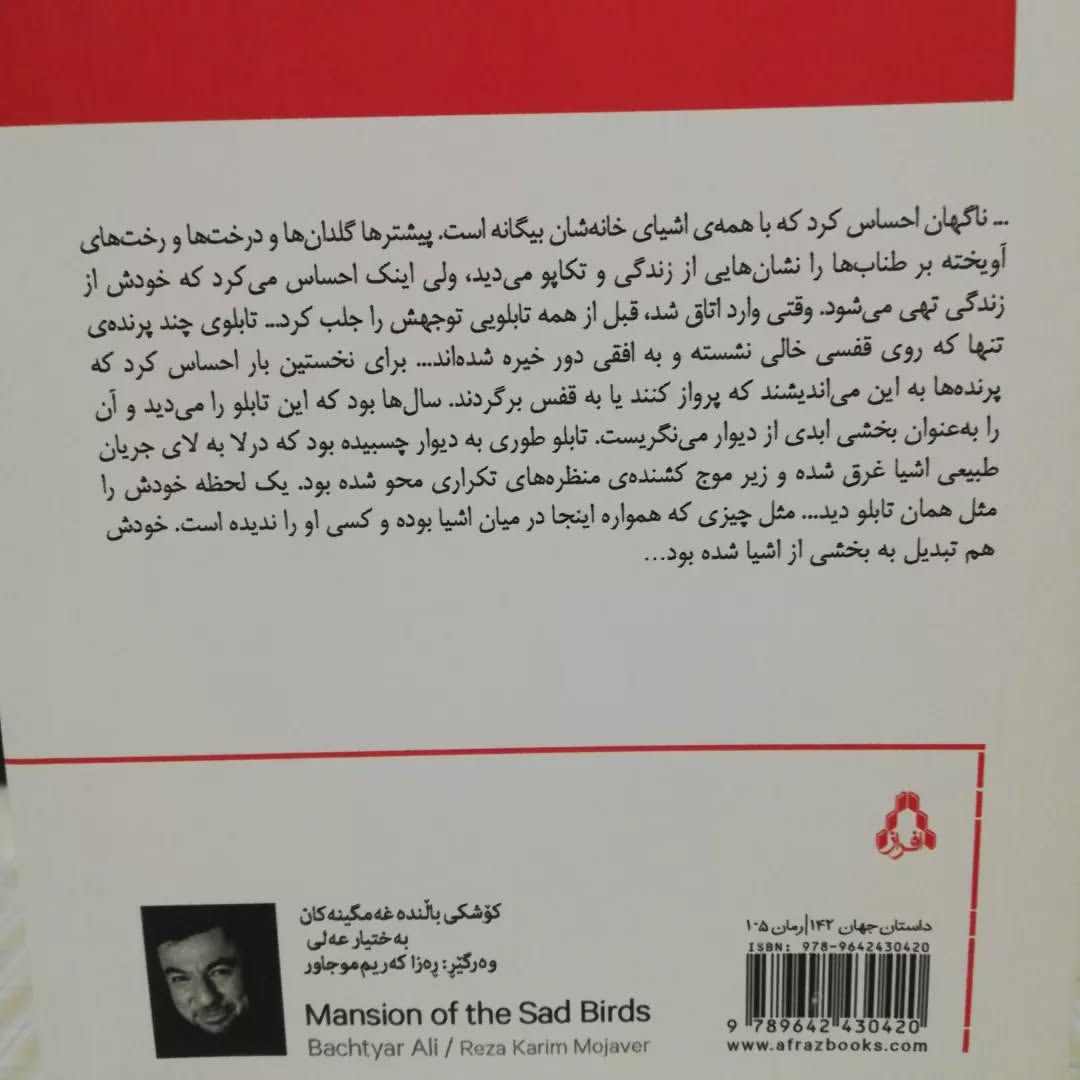 ... ناگهان احساس کرد که با همه‌ی اشیای خانه‌شان بیگانه است. پیشترها گلدان‌ها و درخت‌ها و رخت‌های
آویخته بر طناب‌ها را نشان‌هایی از زندگی و تکاپو می‌دید، ولی اینک احساس می‌کرد که خودش از
زندگی تهی می‌شود. وقتی وارد اتاق شد، قبل از همه تابلویی توجهش را جلب کرد... تابلوی چند پرنده‌ی
تنها که روی قفسی خالی نشسته و به افقی دور خیره شده‌اند... برای نخستین بار احساس کرد که
پرنده‌ها به این می‌اندیشند که پرواز کنند یا به قفس برگردند. سال‌ها بود که این تابلو را می‌دید و آن
را به‌عنوان بخشی ابدی از دیوار می‌نگریست. تابلو طوری به دیوار چسبیده بود که درلا به لای جریان
طبیعی اشیا غرق شده و زیر موج کشنده‌ی منظره‌های تکراری محو شده بود. یک لحظه خودش را
مثل همان تابلو دید... مثل چیزی که همواره اینجا در میان اشیا بوده و کسی او را ندیده است. خودش
هم تبدیل به بخشی از اشیا شده بود...
افراز
کۆشکی باڵنده غەمگینەکان
بەختیار عەلی
وەرگێڕ: ڕەزا کەریم موجاور
Mansion of the Sad Birds
Bachtyar Ali / Reza Karim Mojaver
داستان جهان ۱۴۲|رمان ۱۰۵
ISBN: 978-9642430420
9 789642 430420
www.afrazbooks.com